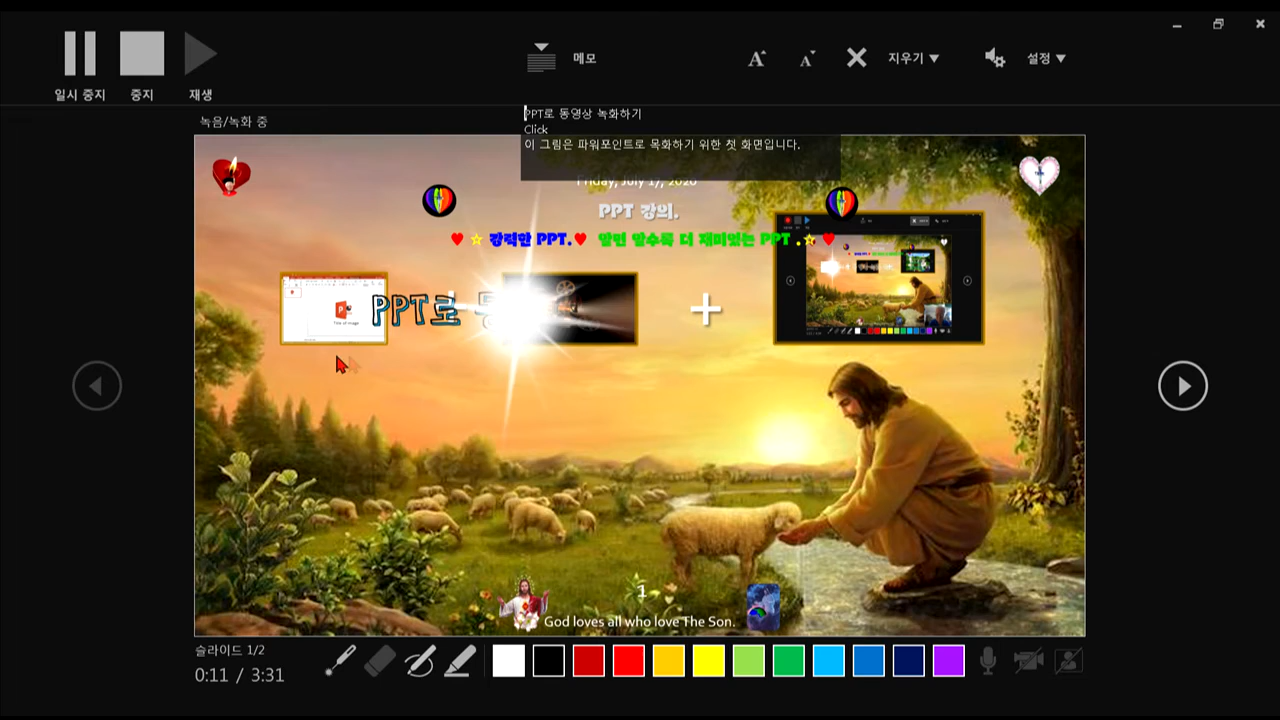 일시 중지
중지
재생
메모
A
A
지우기
설정
녹음/녹화 중
PPT로 동영상 녹화하기
Click
이 그림은 파워포인트로 목화하기 위한 첫 화면입니다.
Friday, July 17, 2020
PPT 강의.
강력한 PPT. 알면 알수록 더 재미있는 PPT .
Title of image
PPT로
God loves all who love The Son.
1
슬라이드 1/2
0:11 / 3:31